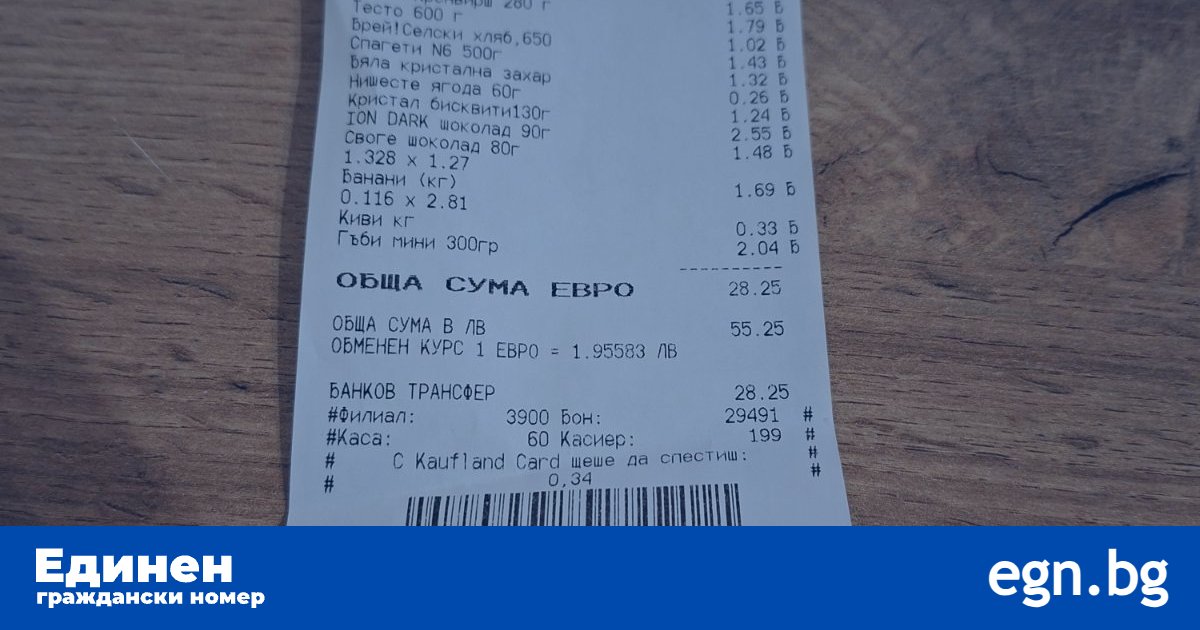 280 г 1.65 Б
Тесто 600 г 1.79 Б
Брей!Селски хляб,650 1.02 Б
Спагети N6 500г 1.43 Б
Бяла кристална захар 1.32 Б
Нишесте ягода 60г 0.26 Б
Кристал бисквити130г 1.24 Б
ION DARK шоколад 90г 2.55 Б
Своге шоколад 80г 1.48 Б
1.328 x 1.27
Банани (кг) 1.69 Б
0.116 x 2.81
Киви кг 0.33 Б
Гъби мини 300гр 2.04 Б
----------
ОБЩА СУМА ЕВРО 28.25
ОБЩА СУМА В ЛВ 55.25
ОБМЕНЕН КУРС 1 ЕВРО = 1.95583 ЛВ
БАНКОВ ТРАНСФЕР 28.25
#Филиал: 3900 Бон: 29491 #
#Каса: 60 Касиер: 199 #
# С Kaufland Card щеше да спестиш: #
# 0,34 #
Единен
граждански номер
egn.bg